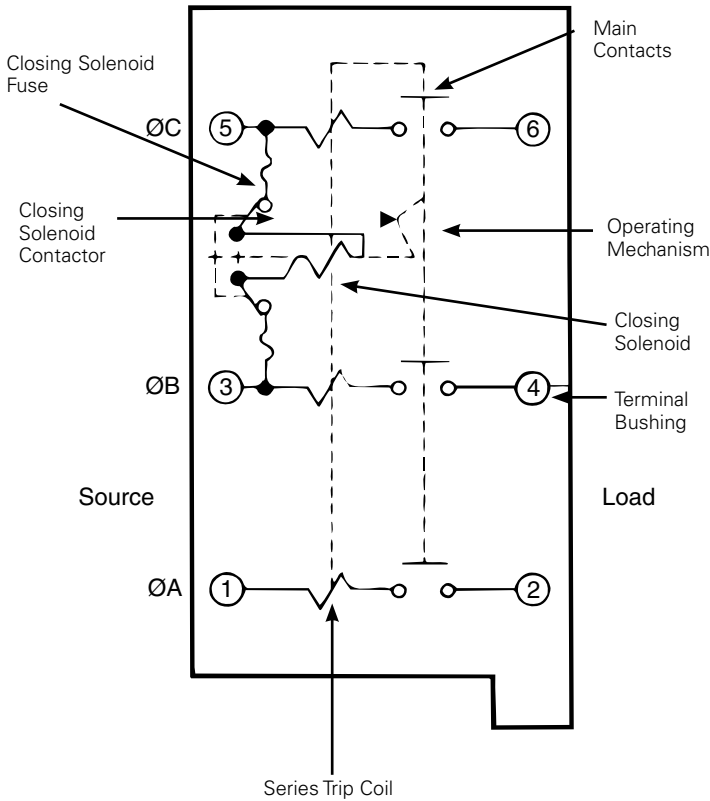 Main
Contacts
Closing Solenoid
Fuse
ØC
5
6
Closing
Solenoid
Contactor
Operating
Mechanism
Closing
Solenoid
ØB
3
4
Terminal
Bushing
Source
Load
ØA
1
2
Series Trip Coil